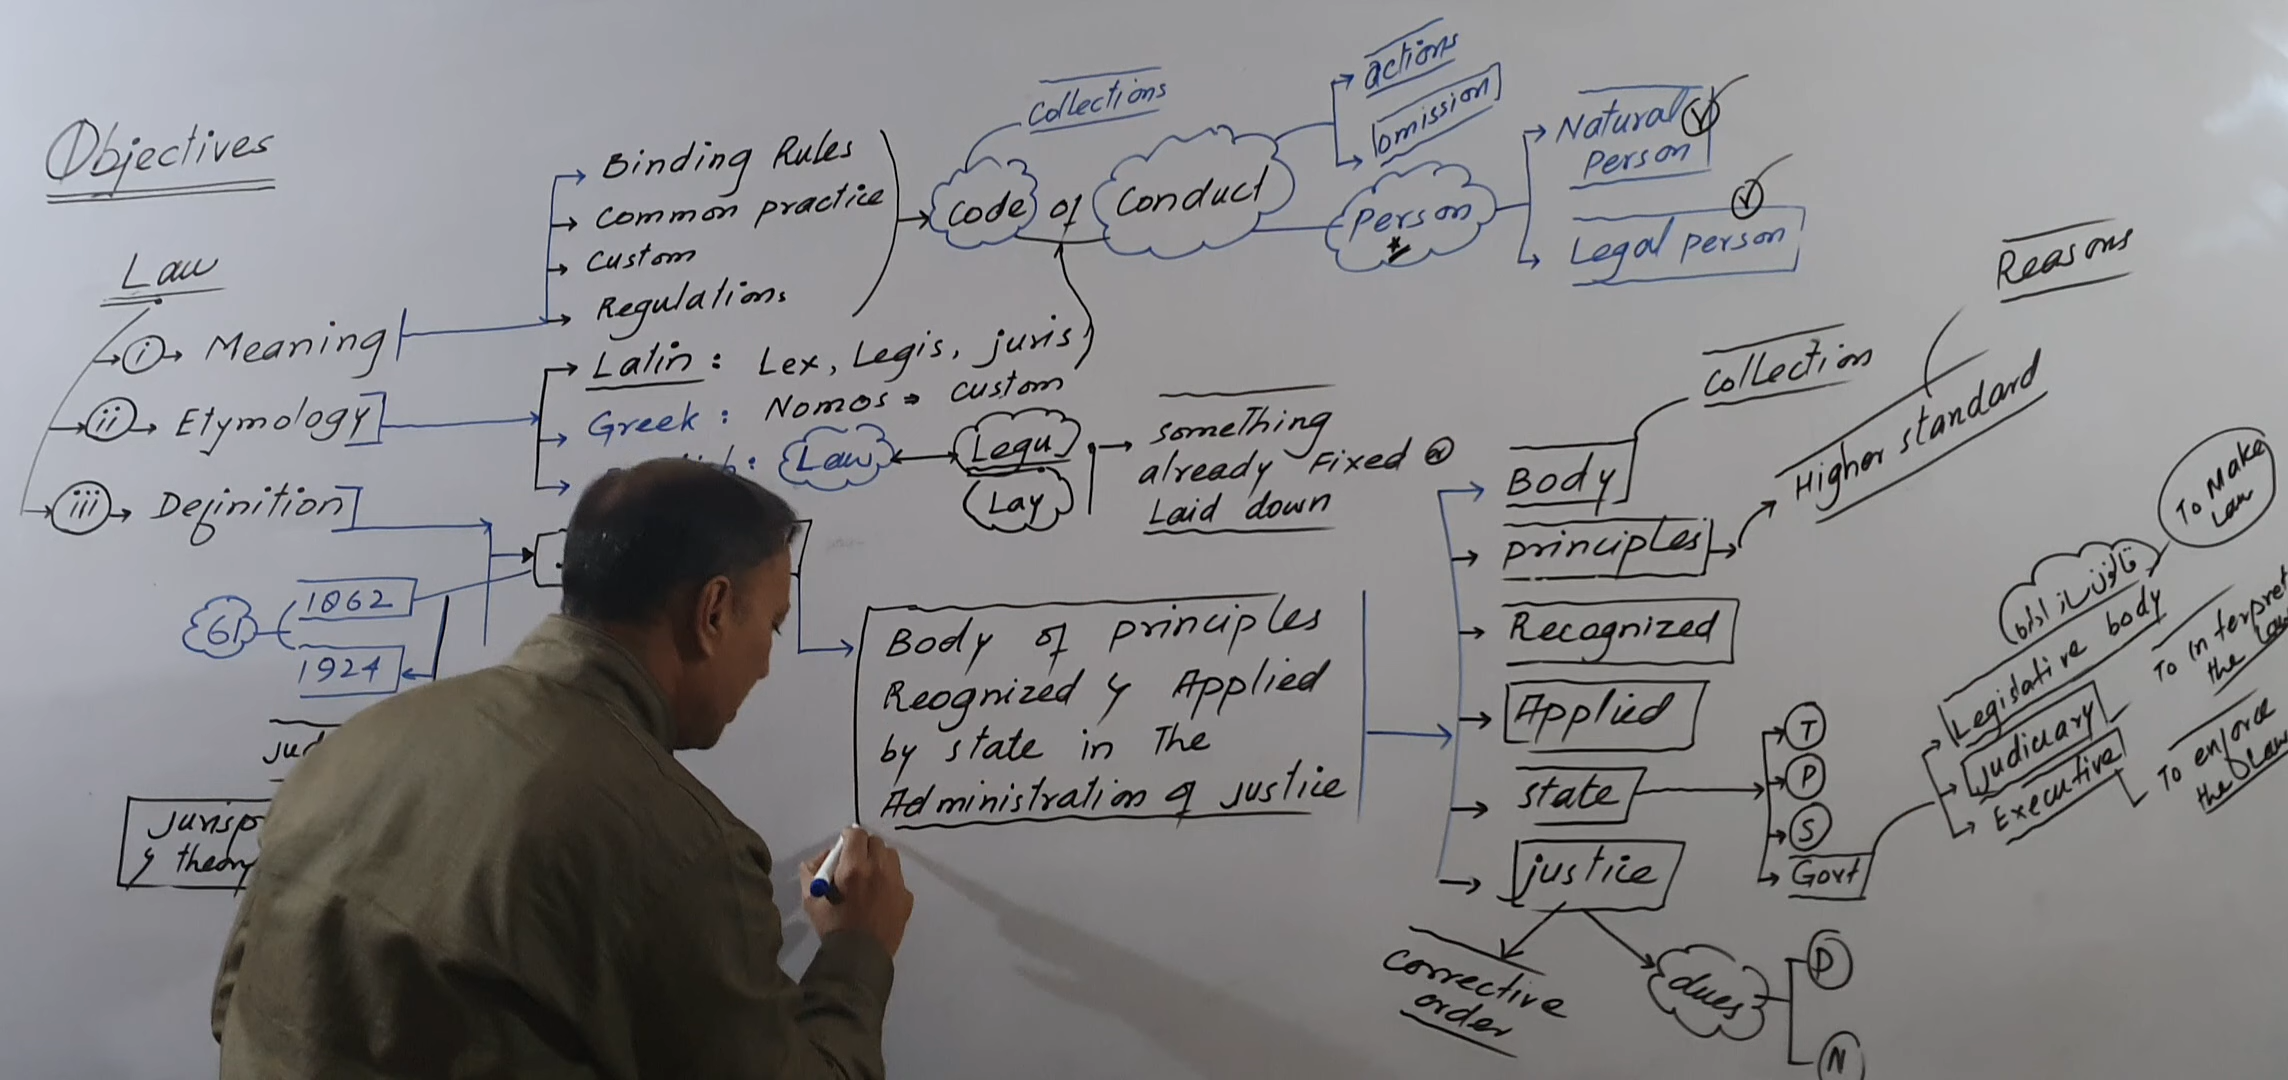 Objectives
Law
i → Meaning
ii → Etymology
iii → Definition
Binding Rules
Common practice
Custom
Regulations
Code of Conduct
Collections
actions
omission
Person
Natural Person
Legal person
Latin : Lex, Legis, juris
Greek : Nomos → Custom
: Law ↔ Legu
Lay
something
already Fixed
Laid down
61
1862
1924
Body of principles
Reognized & Applied
by state in The
Administration of justice
Body
Collection
principles
Higher standard
Reasons
Recognized
Applied
state
T
P
S
Govt
Legislative body
قانون ساز ادارہ
To Make
Law
Judiciary
To interpret
the Law
Executive
To enforce
the Law
justice
corrective
order
dues
D
N
& theory